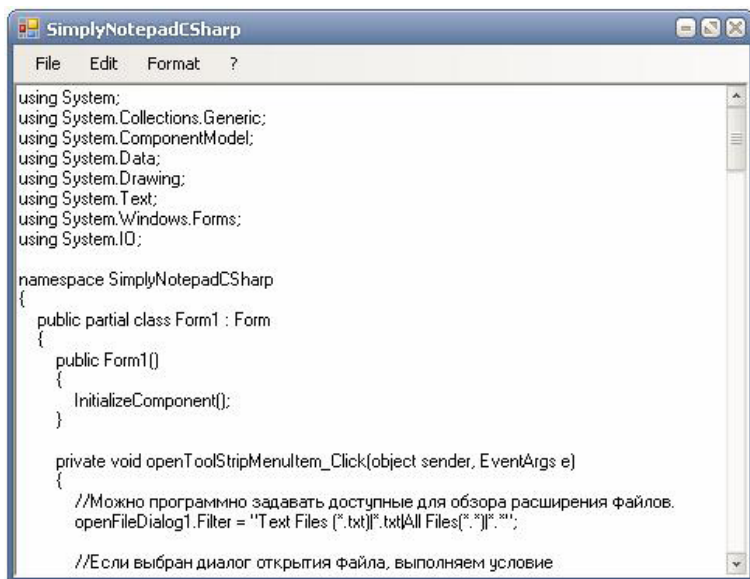 SimplyNotepadCSharp
File Edit Format ?
using System;
using System.Collections.Generic;
using System.ComponentModel;
using System.Data;
using System.Drawing;
using System.Text;
using System.Windows.Forms;
using System.IO;
namespace SimplyNotepadCSharp
{
public partial class Form1 : Form
{
public Form1()
{
InitializeComponent();
}
private void openToolStripMenuItem_Click(object sender, EventArgs e)
{
//Можно программно задавать доступные для обзора расширения файлов.
openFileDialog1.Filter = "Text Files (*.txt)|*.txt|All Files(*.*)|*.*";
//Если выбран диалог открытия файла, выполняем условие